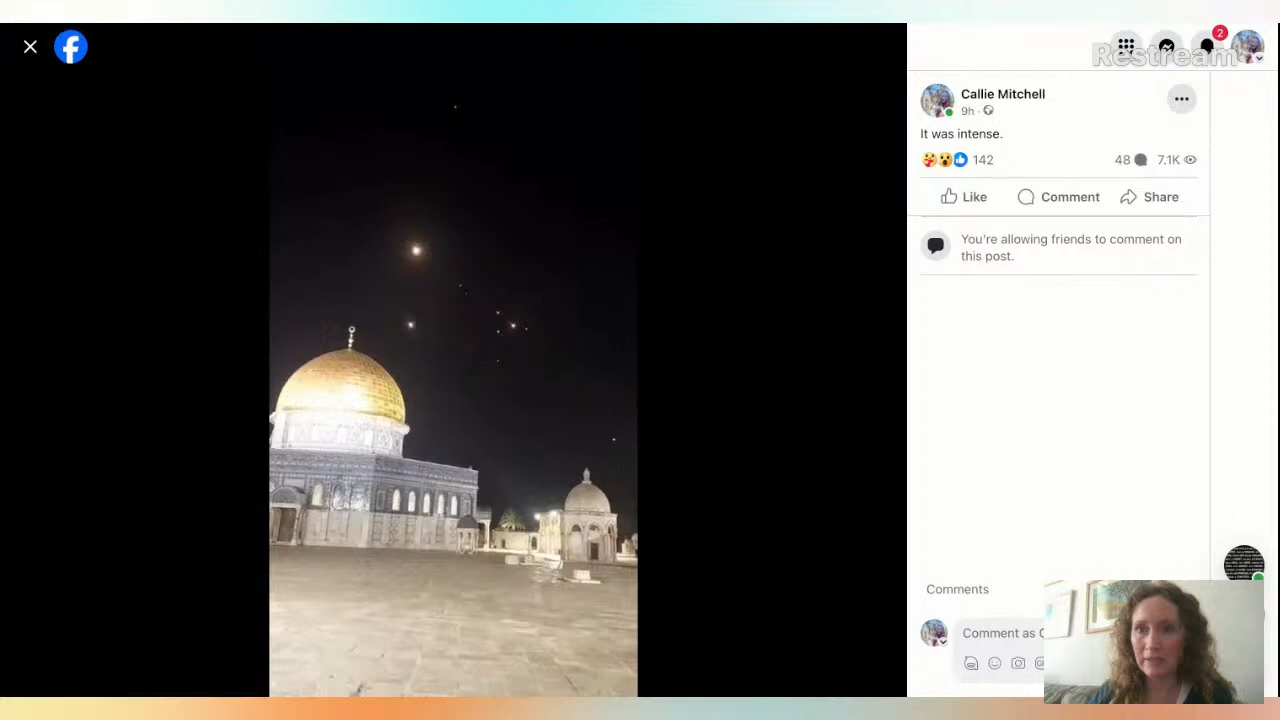 2
Restream
Callie Mitchell
9h ·
It was intense.
142
48
7.1K
Like
Comment
Share
You're allowing friends to comment on
this post.
Comments
Comment as